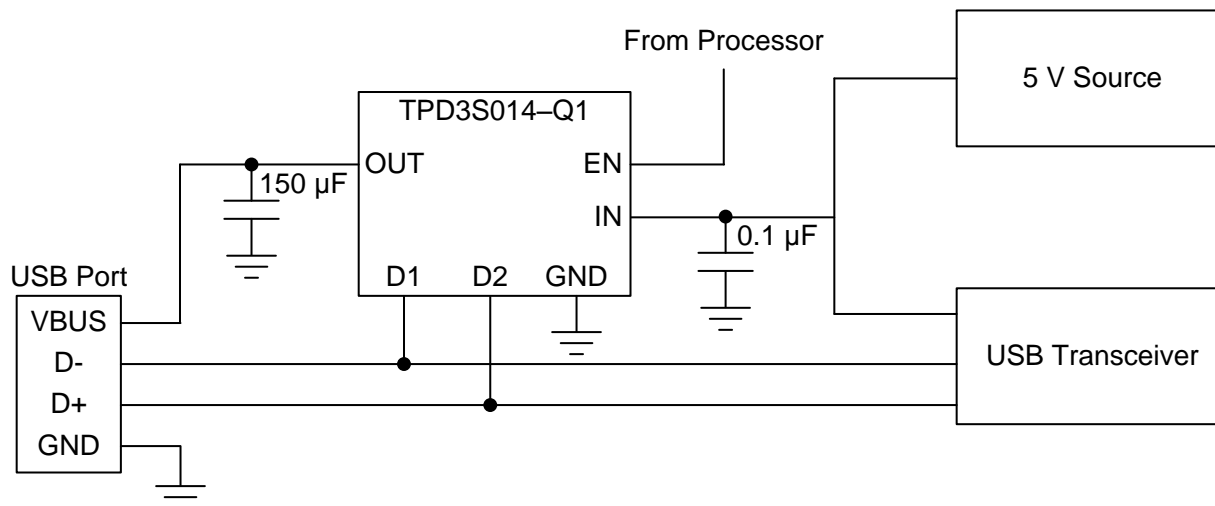 From Processor
5 V Source
TPD3S014–Q1
OUT
EN
150 µF
IN
0.1 µF
D1
D2
GND
USB Port
VBUS
D-
D+
GND
USB Transceiver